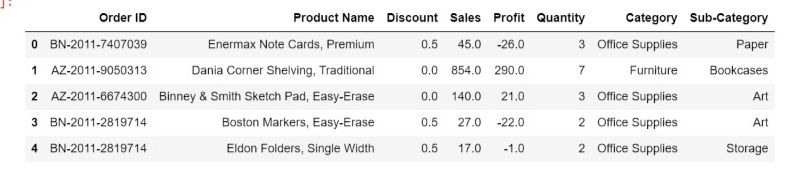 ]:
Order ID Product Name Discount Sales Profit Quantity Category Sub-Category
0 BN-2011-7407039 Enermax Note Cards, Premium 0.5 45.0 -26.0 3 Office Supplies Paper
1 AZ-2011-9050313 Dania Corner Shelving, Traditional 0.0 854.0 290.0 7 Furniture Bookcases
2 AZ-2011-6674300 Binney & Smith Sketch Pad, Easy-Erase 0.0 140.0 21.0 3 Office Supplies Art
3 BN-2011-2819714 Boston Markers, Easy-Erase 0.5 27.0 -22.0 2 Office Supplies Art
4 BN-2011-2819714 Eldon Folders, Single Width 0.5 17.0 -1.0 2 Office Supplies Storage